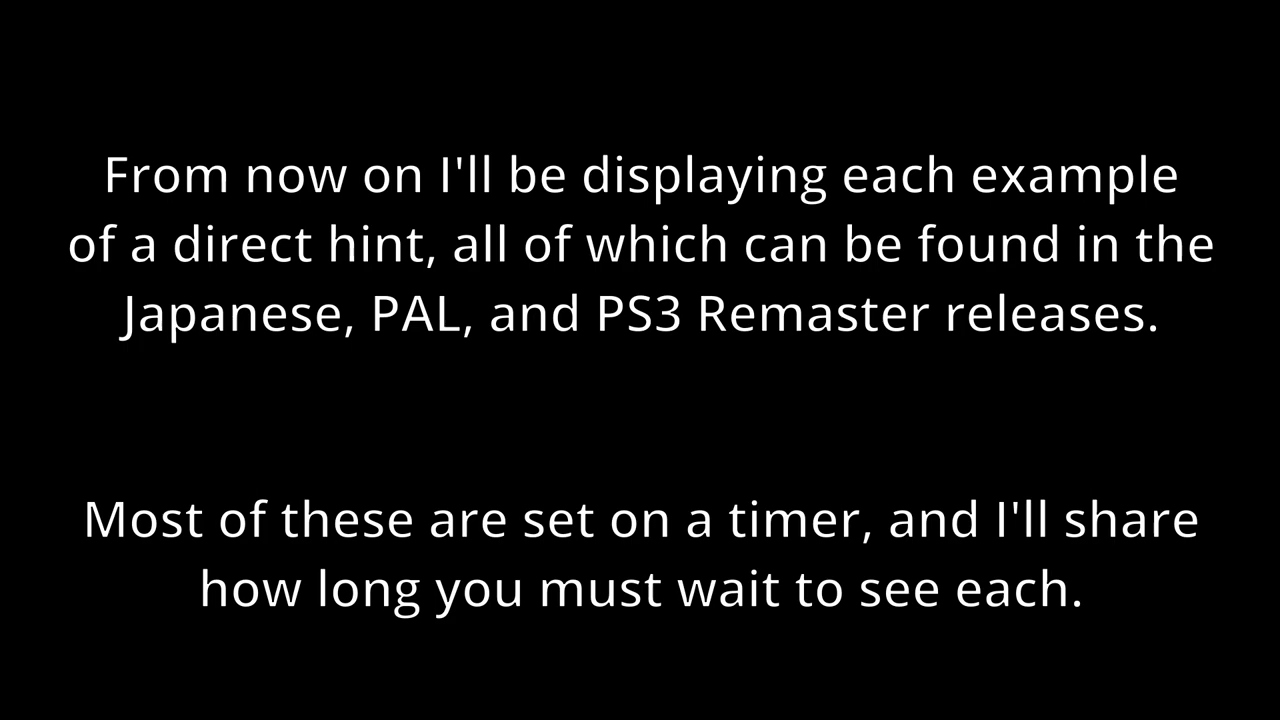 From now on I'll be displaying each example
of a direct hint, all of which can be found in the
Japanese, PAL, and PS3 Remaster releases.
Most of these are set on a timer, and I'll share
how long you must wait to see each.